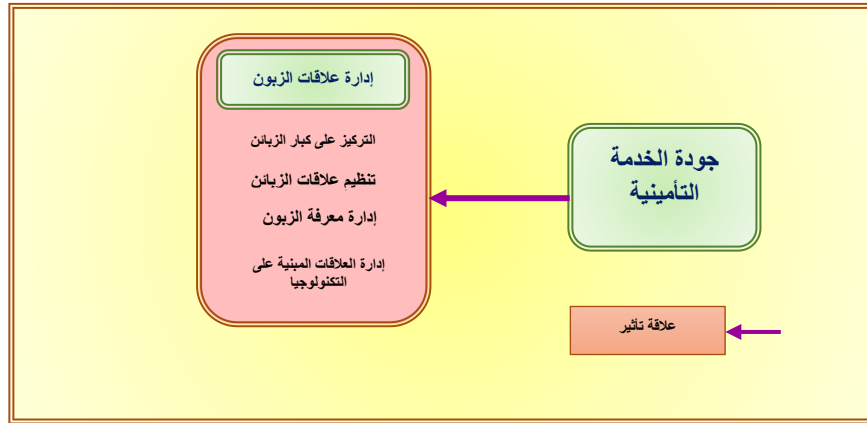 إدارة علاقات الزبون
التركيز على كبار الزبائن
تنظيم علاقات الزبائن
إدارة معرفة الزبون
إدارة العلاقات المبنية على
التكنولوجيا
جودة الخدمة
التأمينية
علاقة تأثير